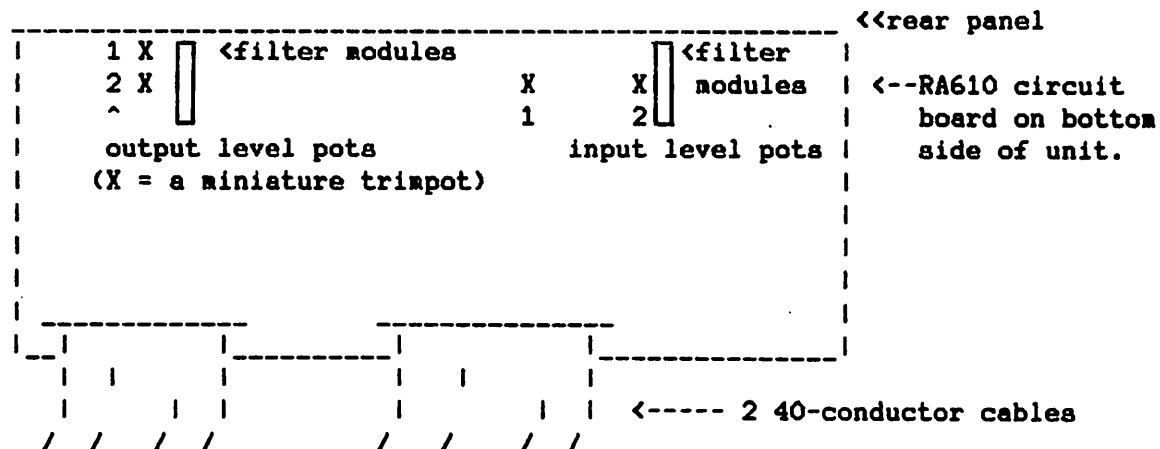 <<rear panel
1 X <filter modules <filter
2 X X X modules <--RA610 circuit
^ 1 2 board on bottom
output level pots input level pots side of unit.
(X = a miniature trimpot)
<----- 2 40-conductor cables